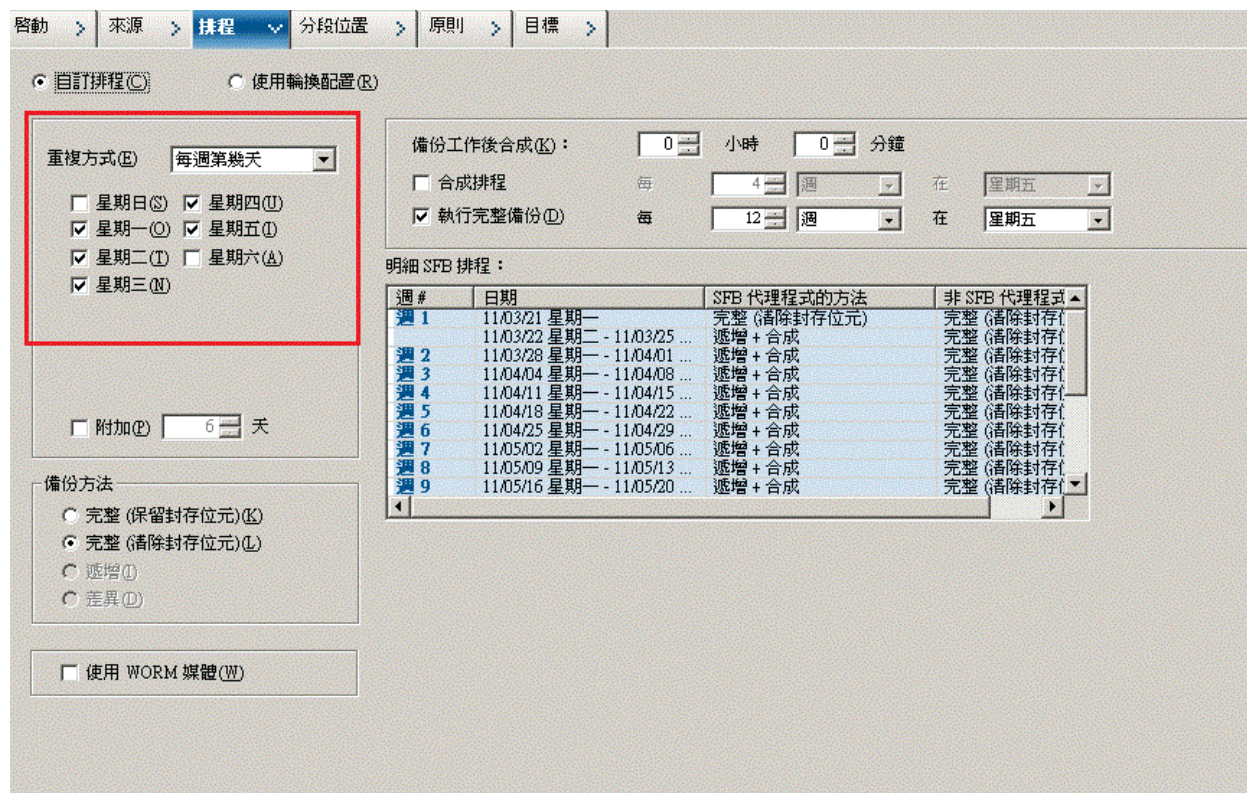 啟動 來源 排程 分段位置 原則 目標
自訂排程(C) 使用輪換配置(R)
重複方式(E) 每週第幾天
星期日(S) 星期四(U)
星期一(O) 星期五(I)
星期二(T) 星期六(A)
星期三(N)
附加(P) 6 天
備份方法
完整 (保留封存位元)(K)
完整 (清除封存位元)(L)
遞增(I)
差異(D)
使用 WORM 媒體(W)
備份工作後合成(K)： 0 小時 0 分鐘
合成排程 每 4 週 在 星期五
執行完整備份(D) 每 12 週 在 星期五
明細 SFB 排程：
週 # 日期 SFB 代理程式的方法 非 SFB 代理程式
週 1 11/03/21 星期一 完整 (清除封存位元) 完整 (清除封存
11/03/22 星期二 - 11/03/25 ... 遞增 + 合成 完整 (清除封存
週 2 11/03/28 星期一 - 11/04/01 ... 遞增 + 合成 完整 (清除封存
週 3 11/04/04 星期一 - 11/04/08 ... 遞增 + 合成 完整 (清除封存
週 4 11/04/11 星期一 - 11/04/15 ... 遞增 + 合成 完整 (清除封存
週 5 11/04/18 星期一 - 11/04/22 ... 遞增 + 合成 完整 (清除封存
週 6 11/04/25 星期一 - 11/04/29 ... 遞增 + 合成 完整 (清除封存
週 7 11/05/02 星期一 - 11/05/06 ... 遞增 + 合成 完整 (清除封存
週 8 11/05/09 星期一 - 11/05/13 ... 遞增 + 合成 完整 (清除封存
週 9 11/05/16 星期一 - 11/05/20 ... 遞增 + 合成 完整 (清除封存